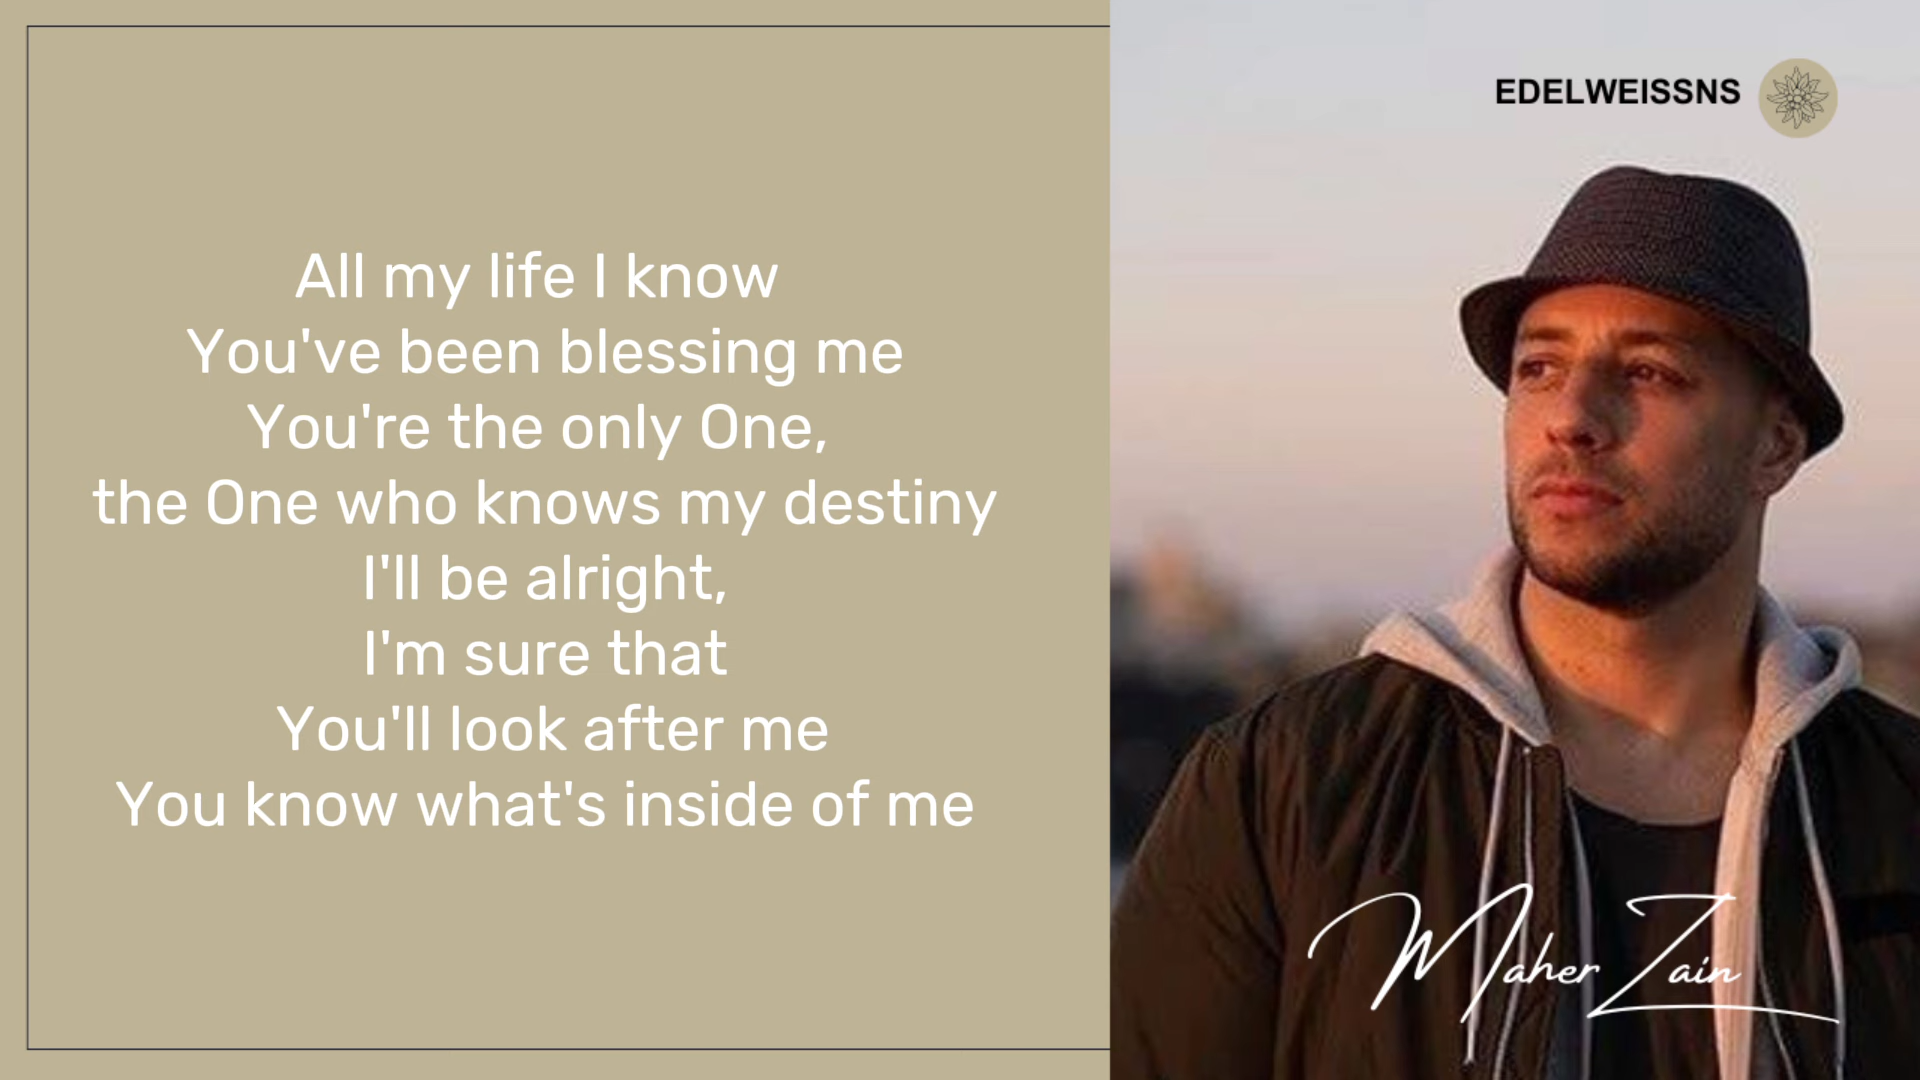 All my life I know
You've been blessing me
You're the only One,
the One who knows my destiny
I'll be alright,
I'm sure that
You'll look after me
You know what's inside of me
EDELWEISSNS
Maher Zain